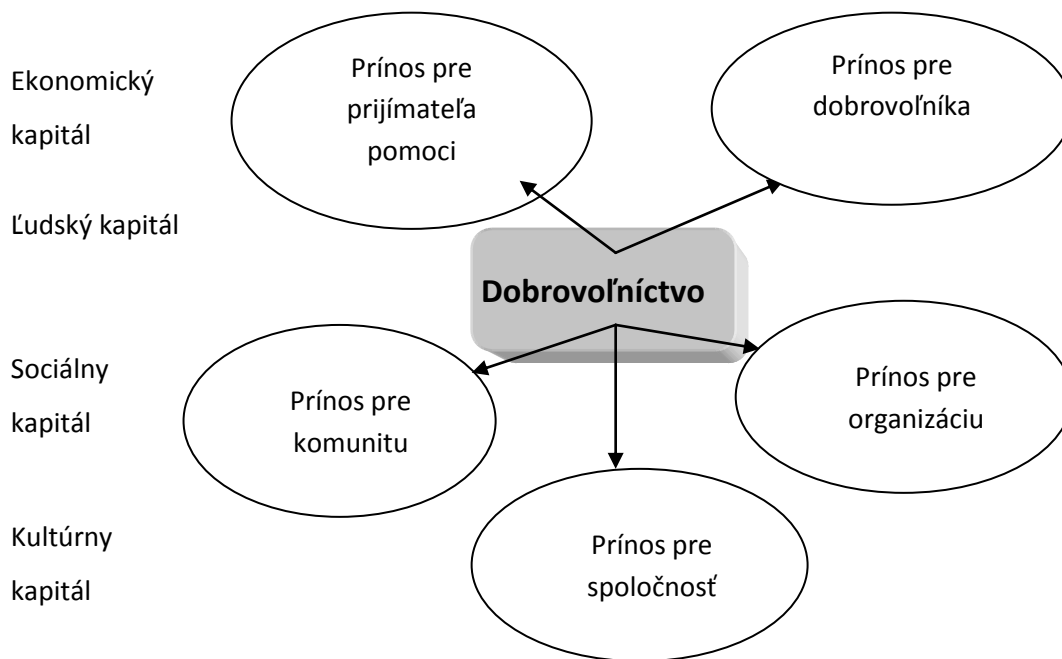 Ekonomický
kapitál
Ľudský kapitál
Sociálny
kapitál
Kultúrny
kapitál
Prínos pre
prijímateľa
pomoci
Prínos pre
dobrovoľníka
Dobrovoľníctvo
Prínos pre
komunitu
Prínos pre
organizáciu
Prínos pre
spoločnosť